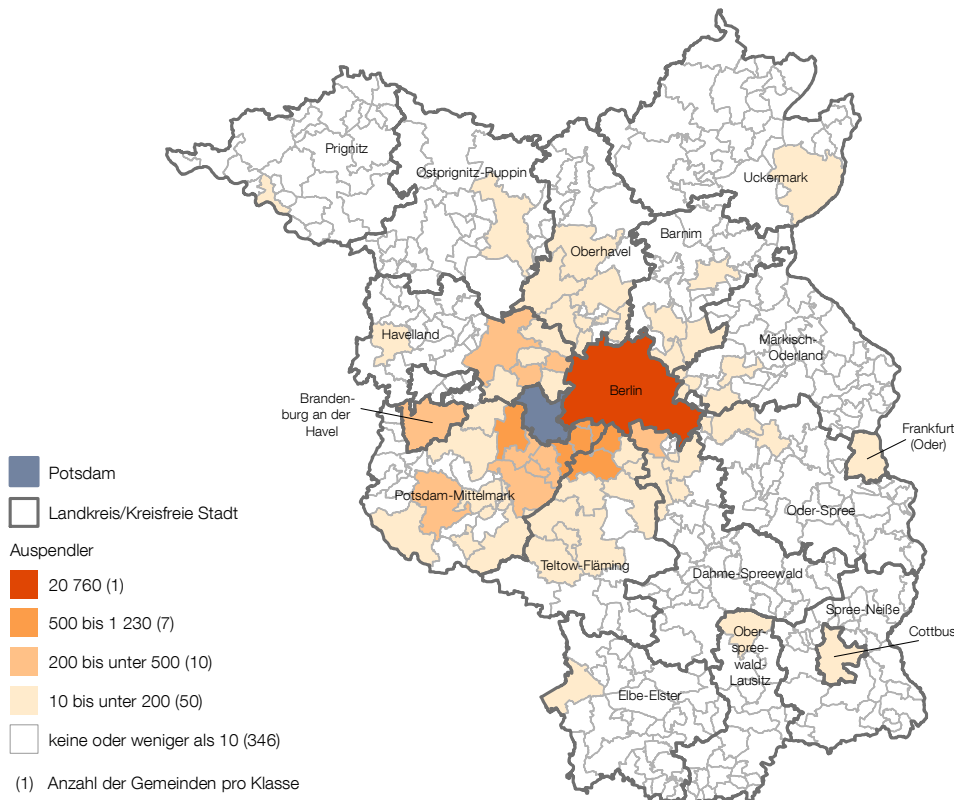 Prignitz
Ostprignitz-Ruppin
Uckermark
Oberhavel
Barnim
Havelland
Märkisch-
Oderland
Berlin
Branden-
burg an der
Havel
Frankfurt
(Oder)
Potsdam-Mittelmark
Oder-Spree
Teltow-Fläming
Dahme-Spreewald
Spree-Neiße
Cottbus
Ober-
spree-
wald-
Lausitz
Elbe-Elster
Potsdam
Landkreis/Kreisfreie Stadt
Auspendler
20 760 (1)
500 bis 1 230 (7)
200 bis unter 500 (10)
10 bis unter 200 (50)
keine oder weniger als 10 (346)
(1) Anzahl der Gemeinden pro Klasse